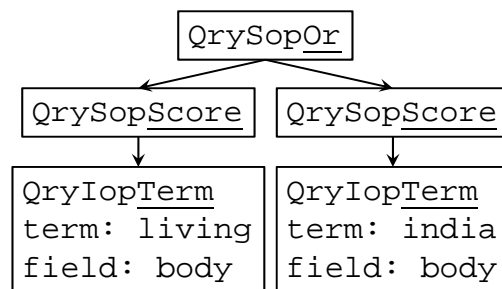 QrySopOr
QrySopScore
QrySopScore
QryIopTerm
term: living
field: body
QryIopTerm
term: india
field: body